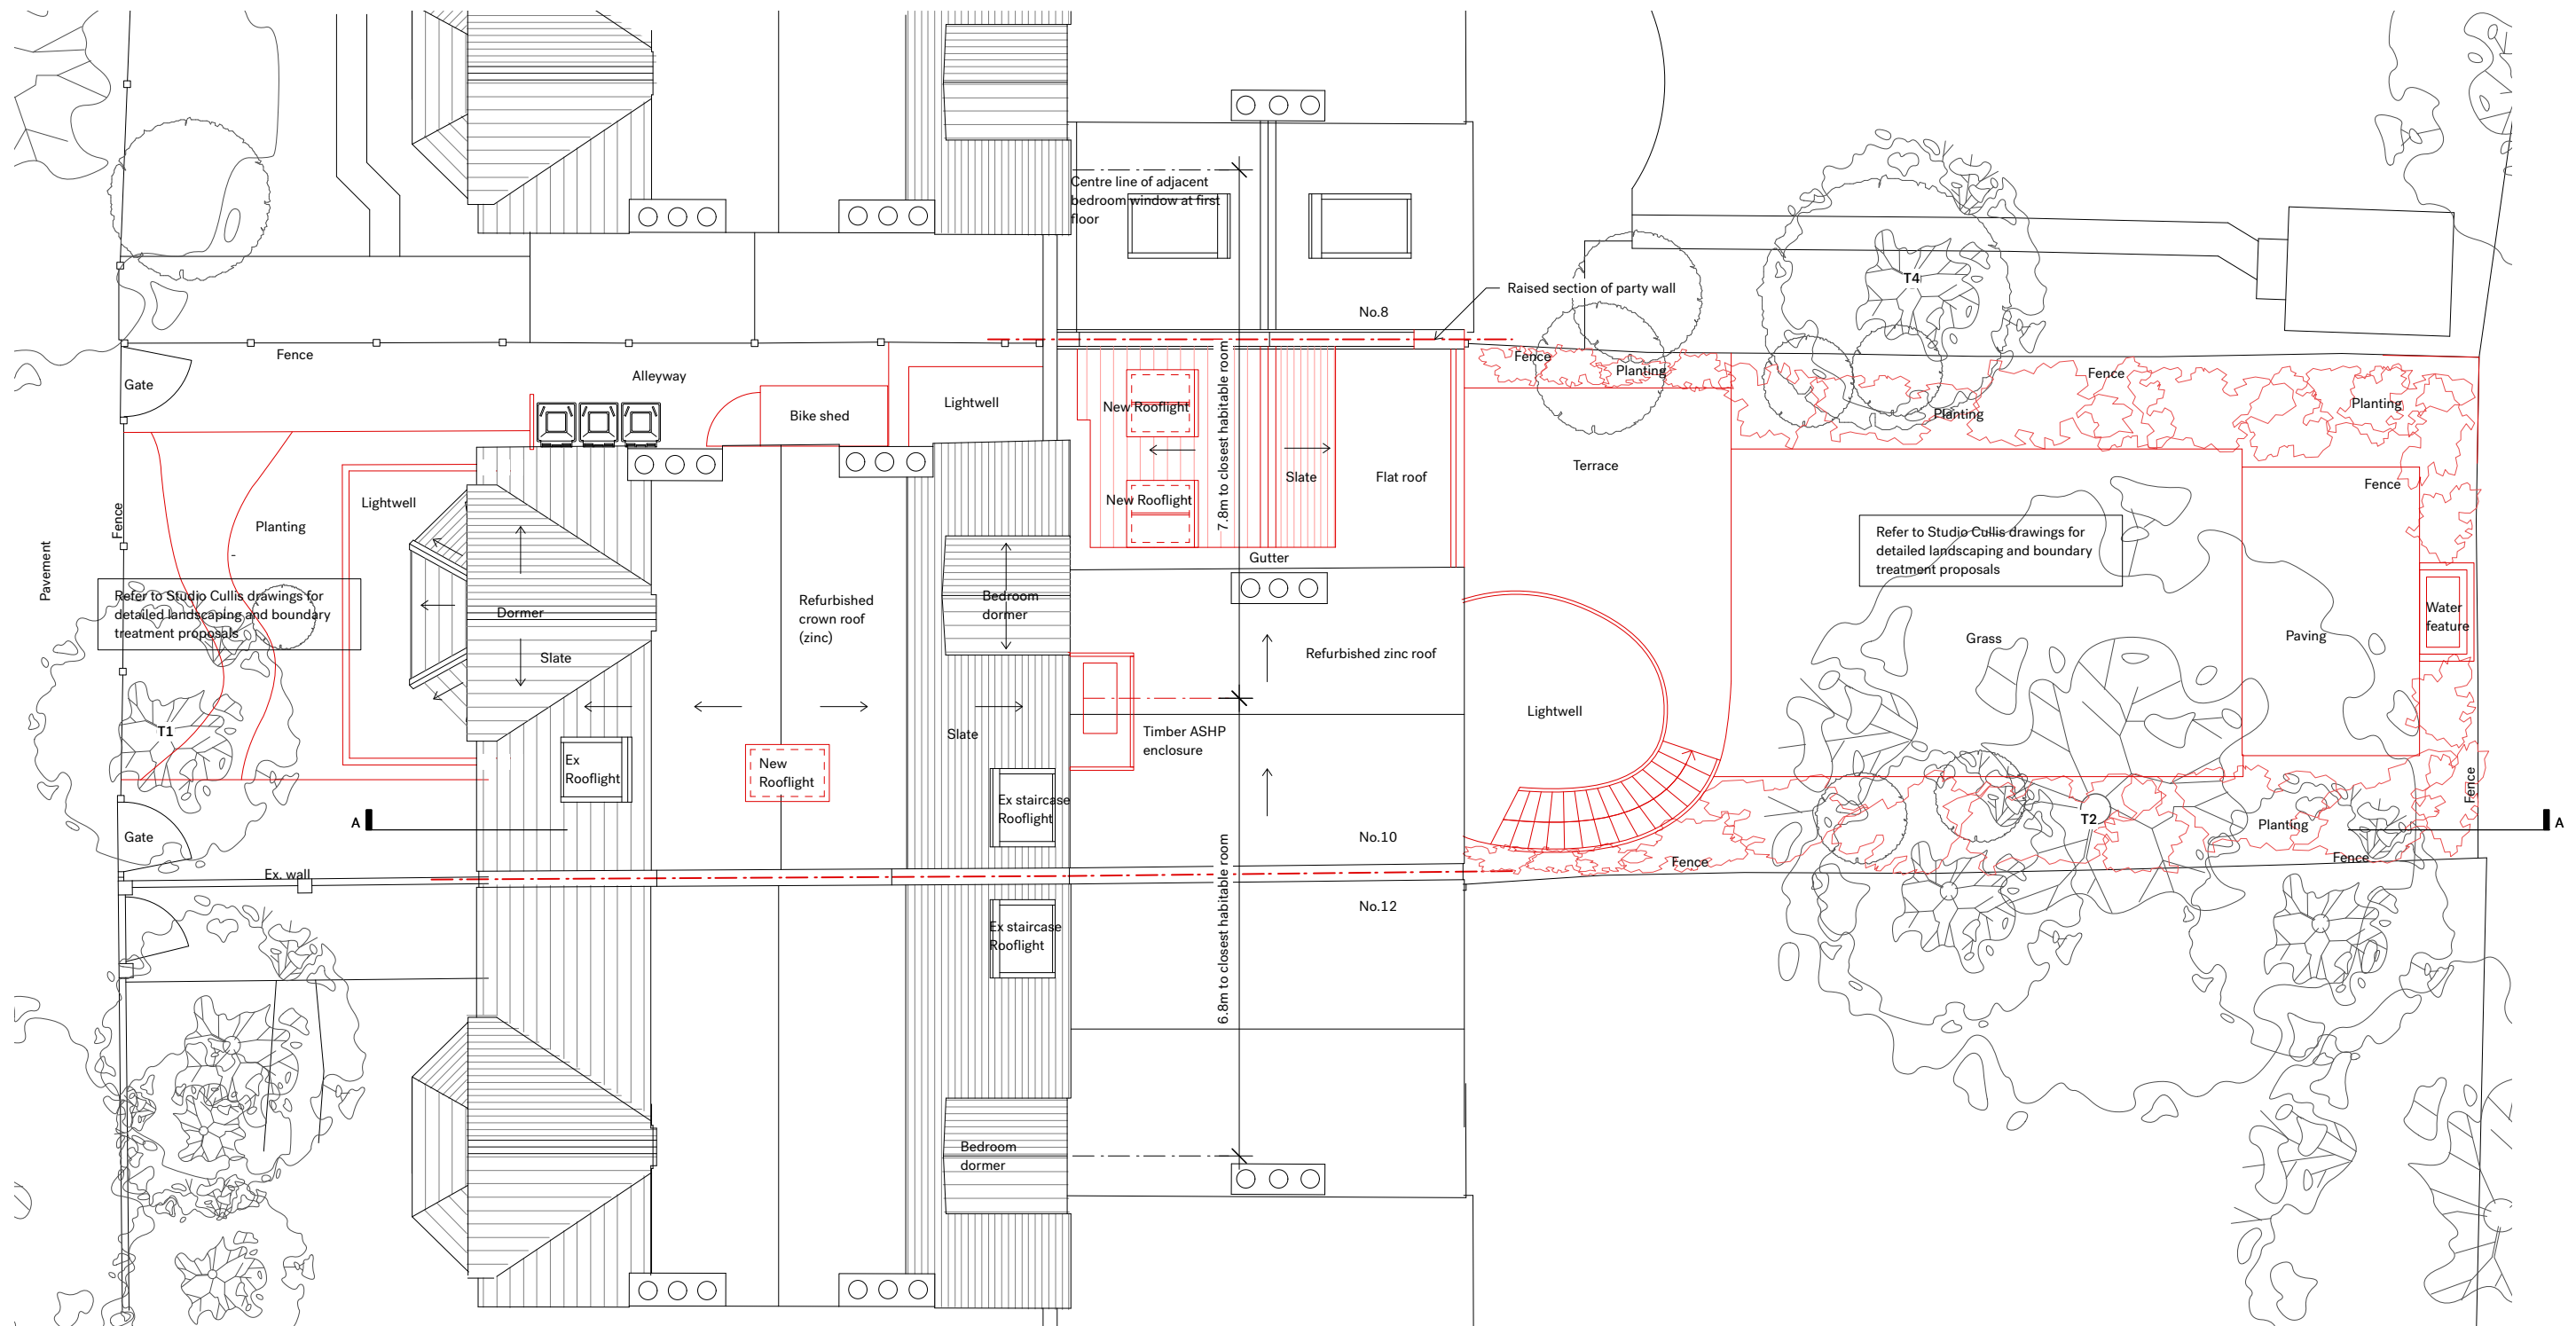 Centre line of adjacent
bedroom window at first
floor
T4
Raised section of party wall
No.8
Fence
Gate
Alleyway
Bike shed
Lightwell
New Rooflight
7.8m to closest habitable room
Slate
Flat roof
New Rooflight
Gutter
Fence
Planting
Terrace
Fence
Planting
Planting
Fence
Pavement
Fence
Planting
Lightwell
Refer to Studio Cullis drawings for
detailed landscaping and boundary
treatment proposals
Dormer
Slate
Refurbished
crown roof
(zinc)
Bedroom
dormer
Refurbished zinc roof
Refer to Studio Cullis drawings for
detailed landscaping and boundary
treatment proposals
Grass
Paving
Water
feature
T1
Slate
Timber ASHP
enclosure
Lightwell
Ex
Rooflight
New
Rooflight
Ex staircase
Rooflight
A
Gate
No.10
T2
Planting
Fence
A
Fence
Fence
Ex. wall
No.12
Ex staircase
Rooflight
6.8m to closest habitable room
Bedroom
dormer